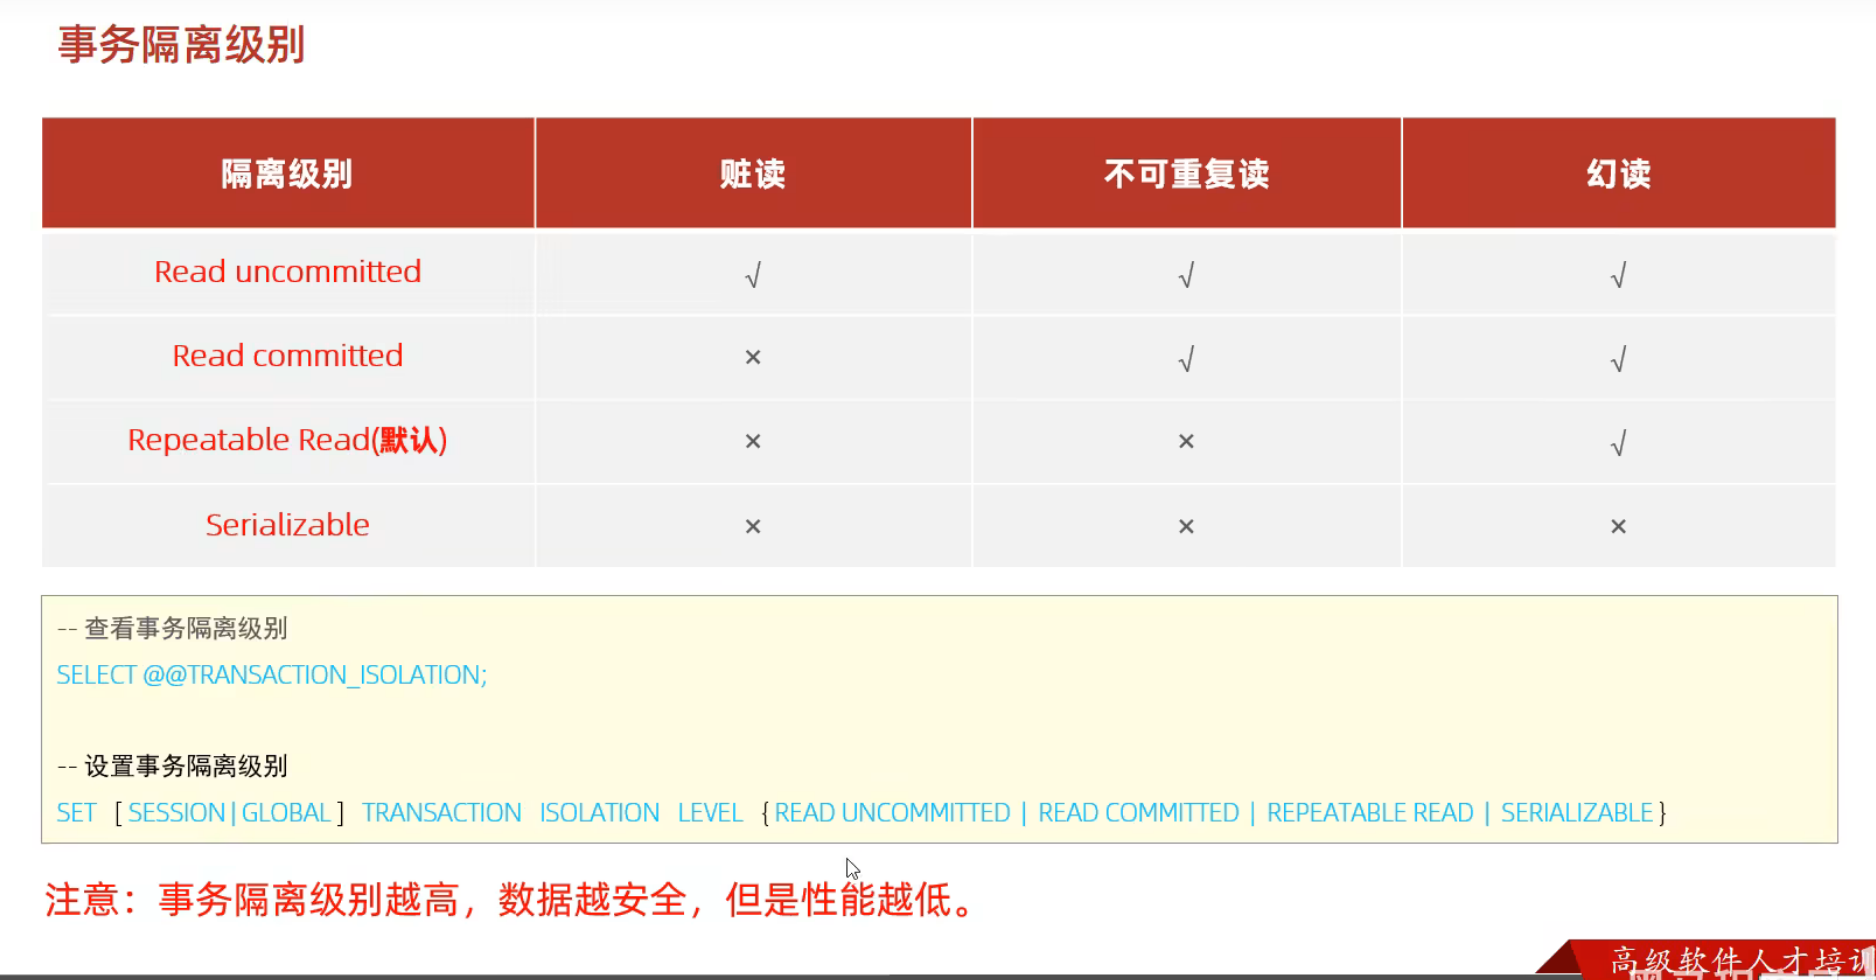 事务隔离级别
隔离级别 脏读 不可重复读 幻读
Read uncommitted √ √ √
Read committed × √ √
Repeatable Read(默认) × × √
Serializable × × ×
-- 查看事务隔离级别
SELECT @@TRANSACTION_ISOLATION;
-- 设置事务隔离级别
SET [ SESSION | GLOBAL ] TRANSACTION ISOLATION LEVEL { READ UNCOMMITTED | READ COMMITTED | REPEATABLE READ | SERIALIZABLE }
注意：事务隔离级别越高，数据越安全，但是性能越低。
高级软件人才培训